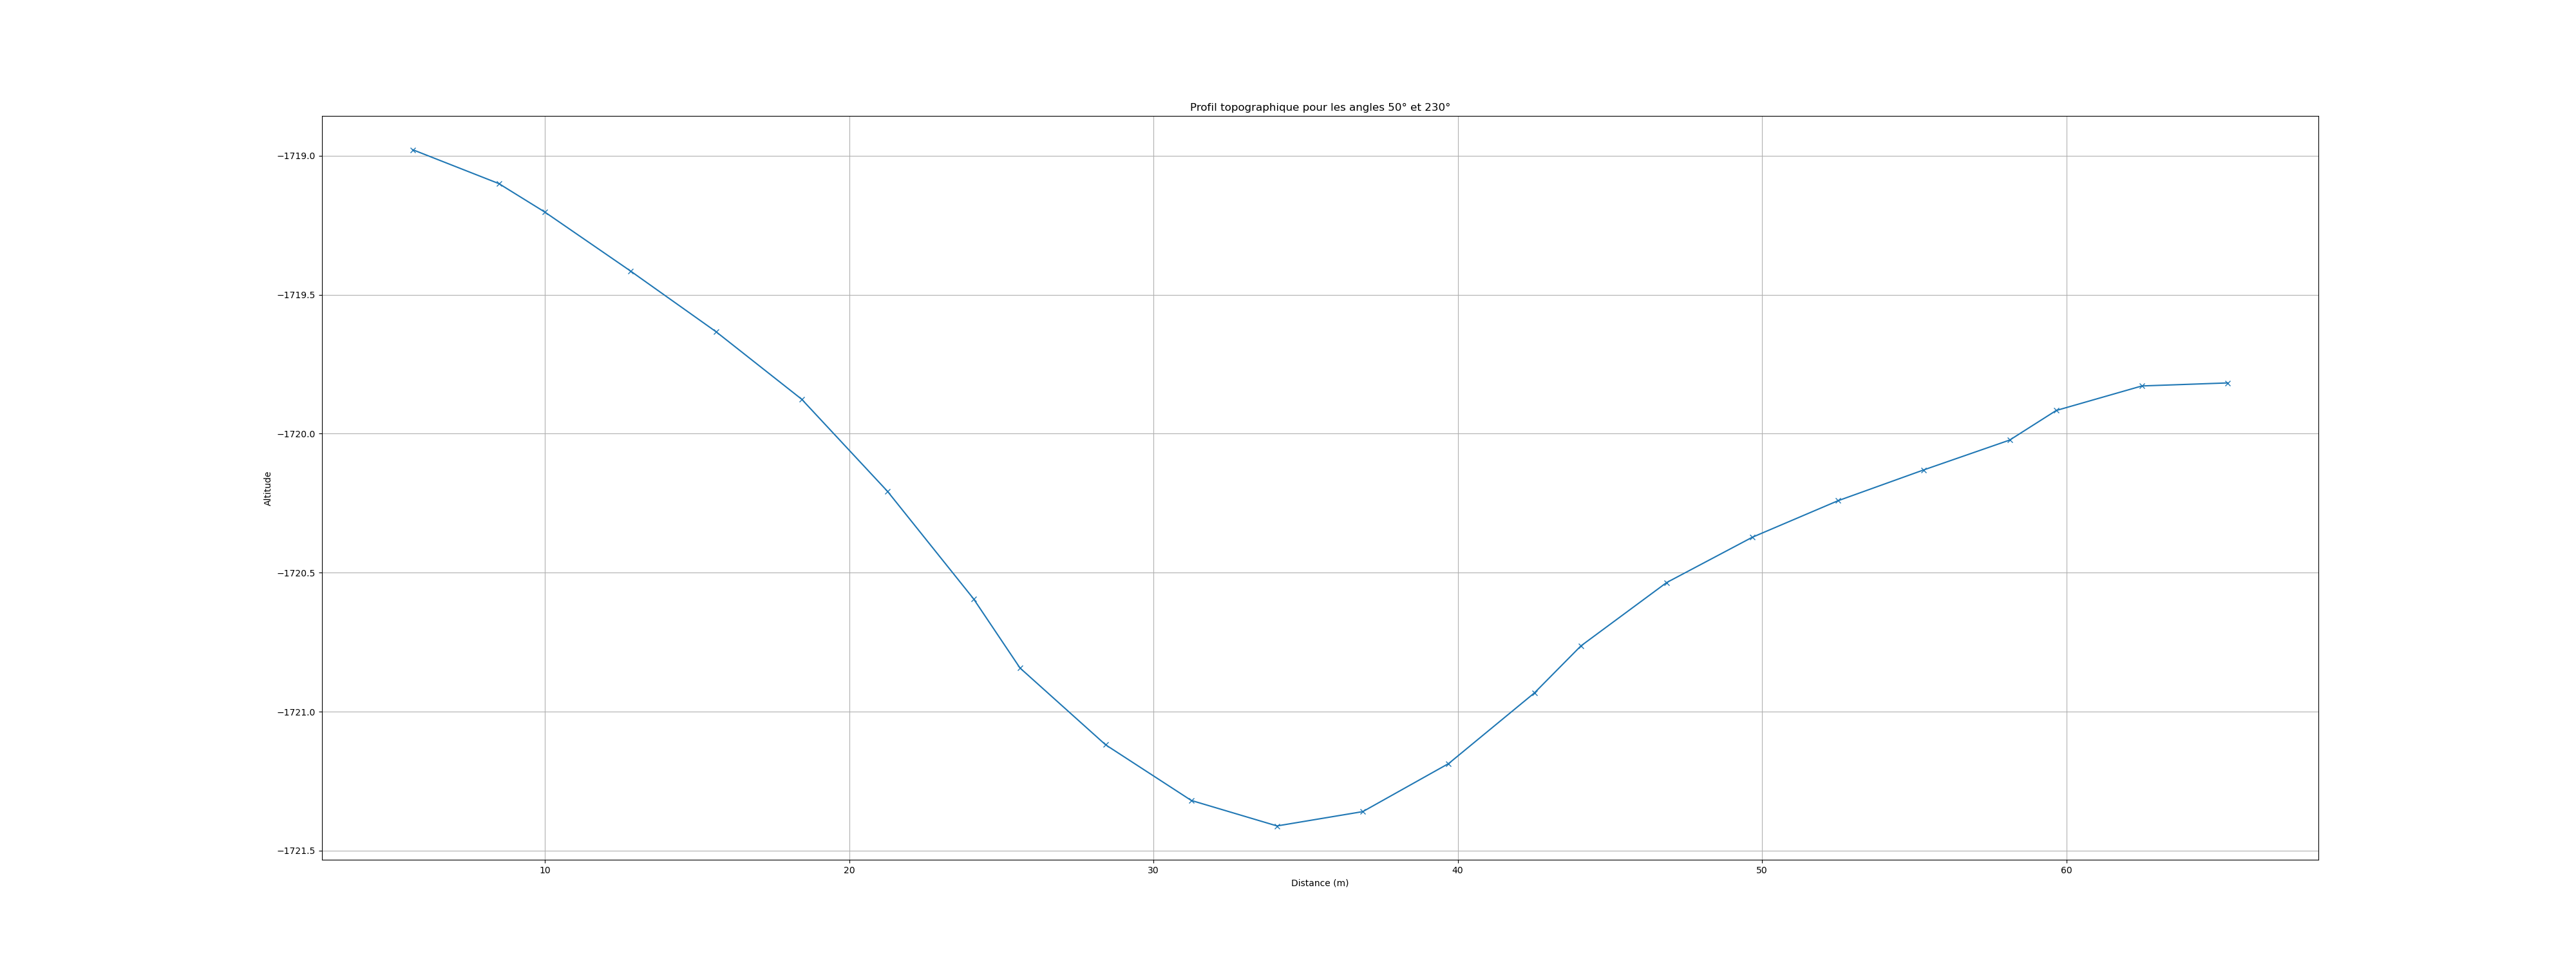 Profil topographique pour les angles 50° et 230°
−1719.0
−1719.5
−1720.0
Altitude
−1720.5
−1721.0
−1721.5
10 20 30 40 50 60
Distance (m)